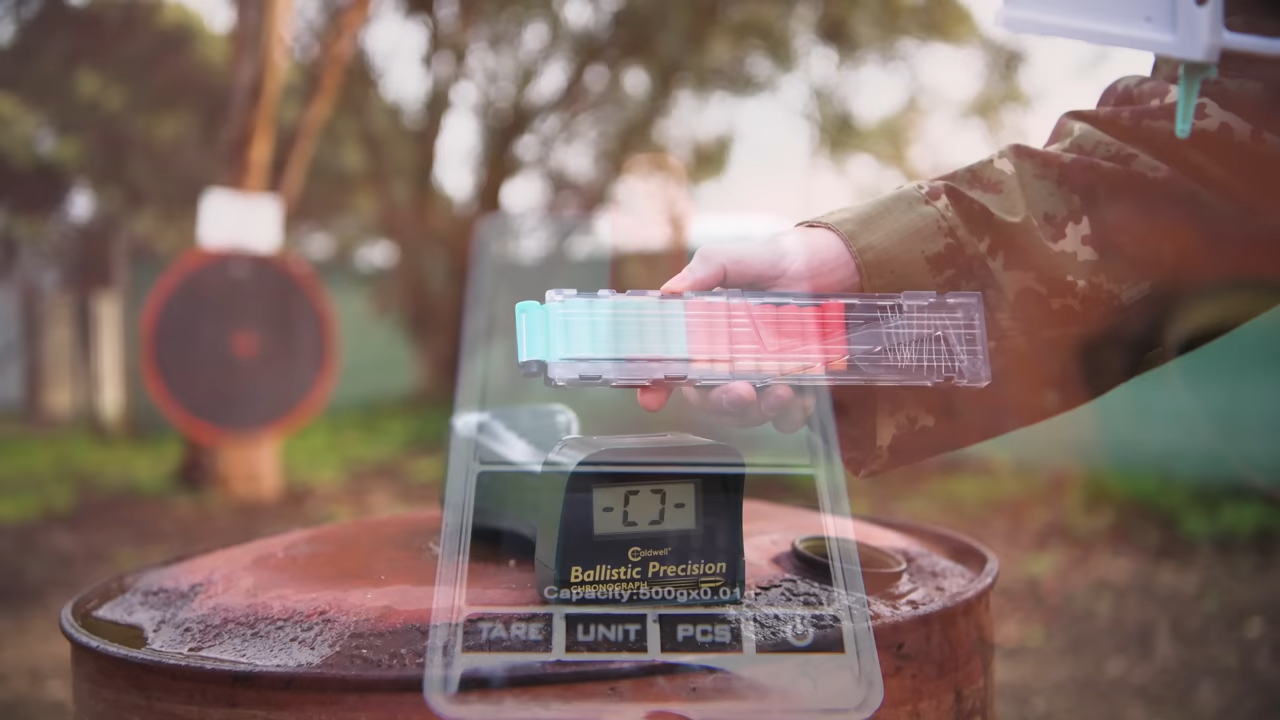 -[ ]-
Caldwell
Ballistic Precision
CHRONOGRAPH
Capacity:500gx0.01
TARE UNIT PCS